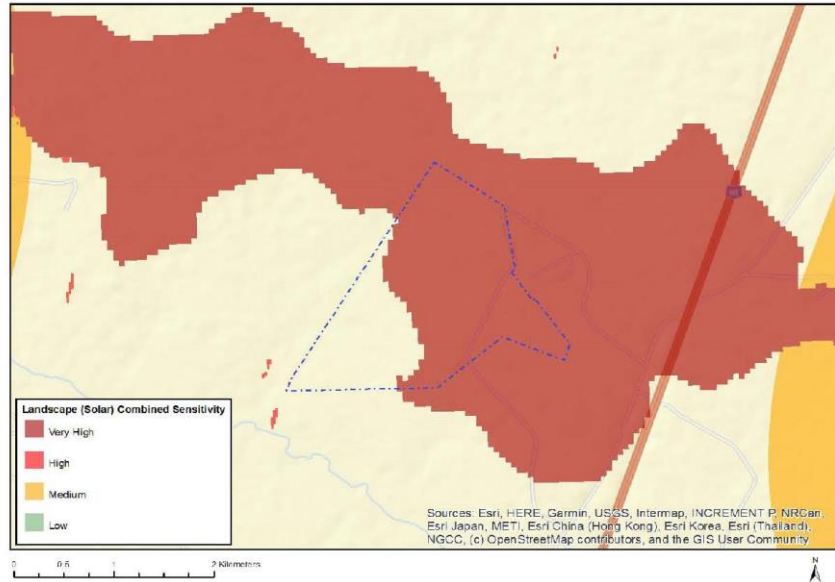 Landscape (Solar) Combined Sensitivity
Very High
High
Medium
Low
Sources: Esri, HERE, Garmin, USGS, Intermap, INCREMENT P, NRCan,
Esri Japan, METI, Esri China (Hong Kong), Esri Korea, Esri (Thailand),
NGCC, (c) OpenStreetMap contributors, and the GIS User Community
0 0.5 1 2 Kilometers
N